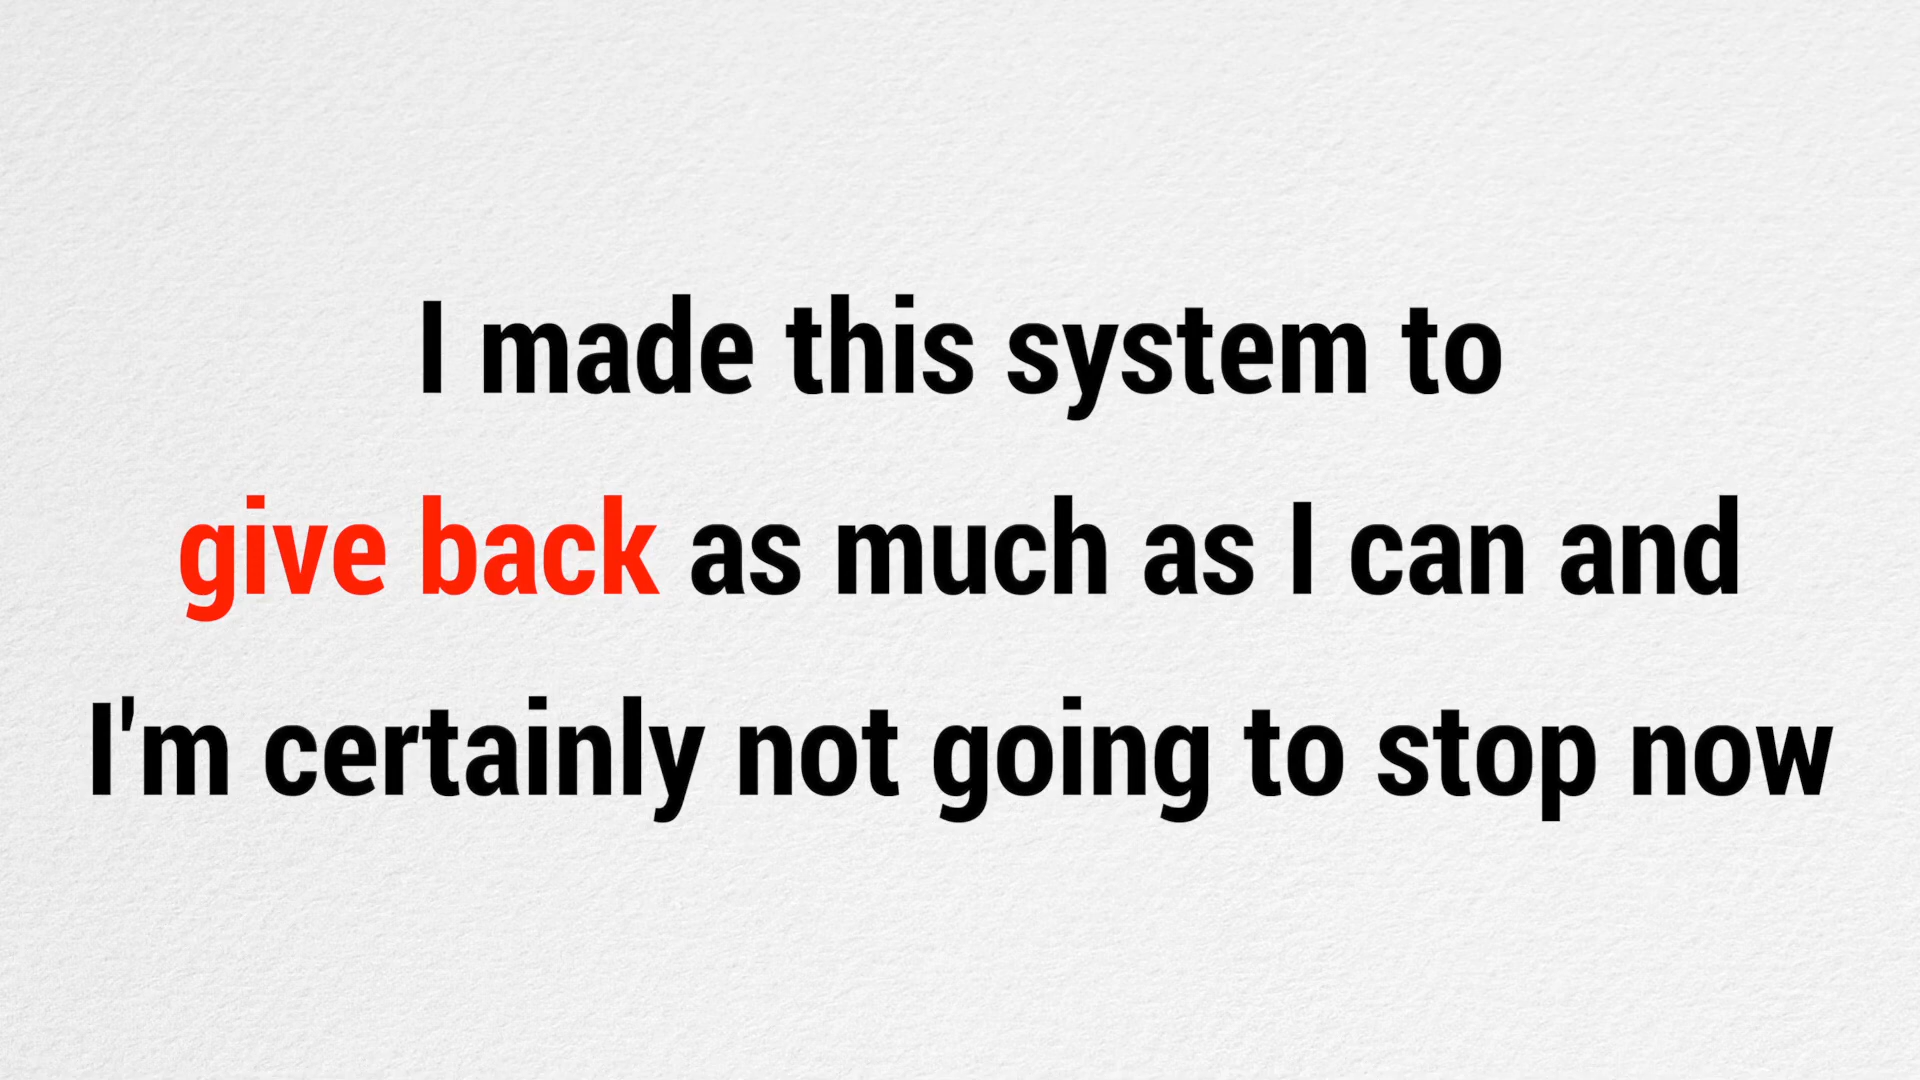 I made this system to
give back as much as I can and
I'm certainly not going to stop now